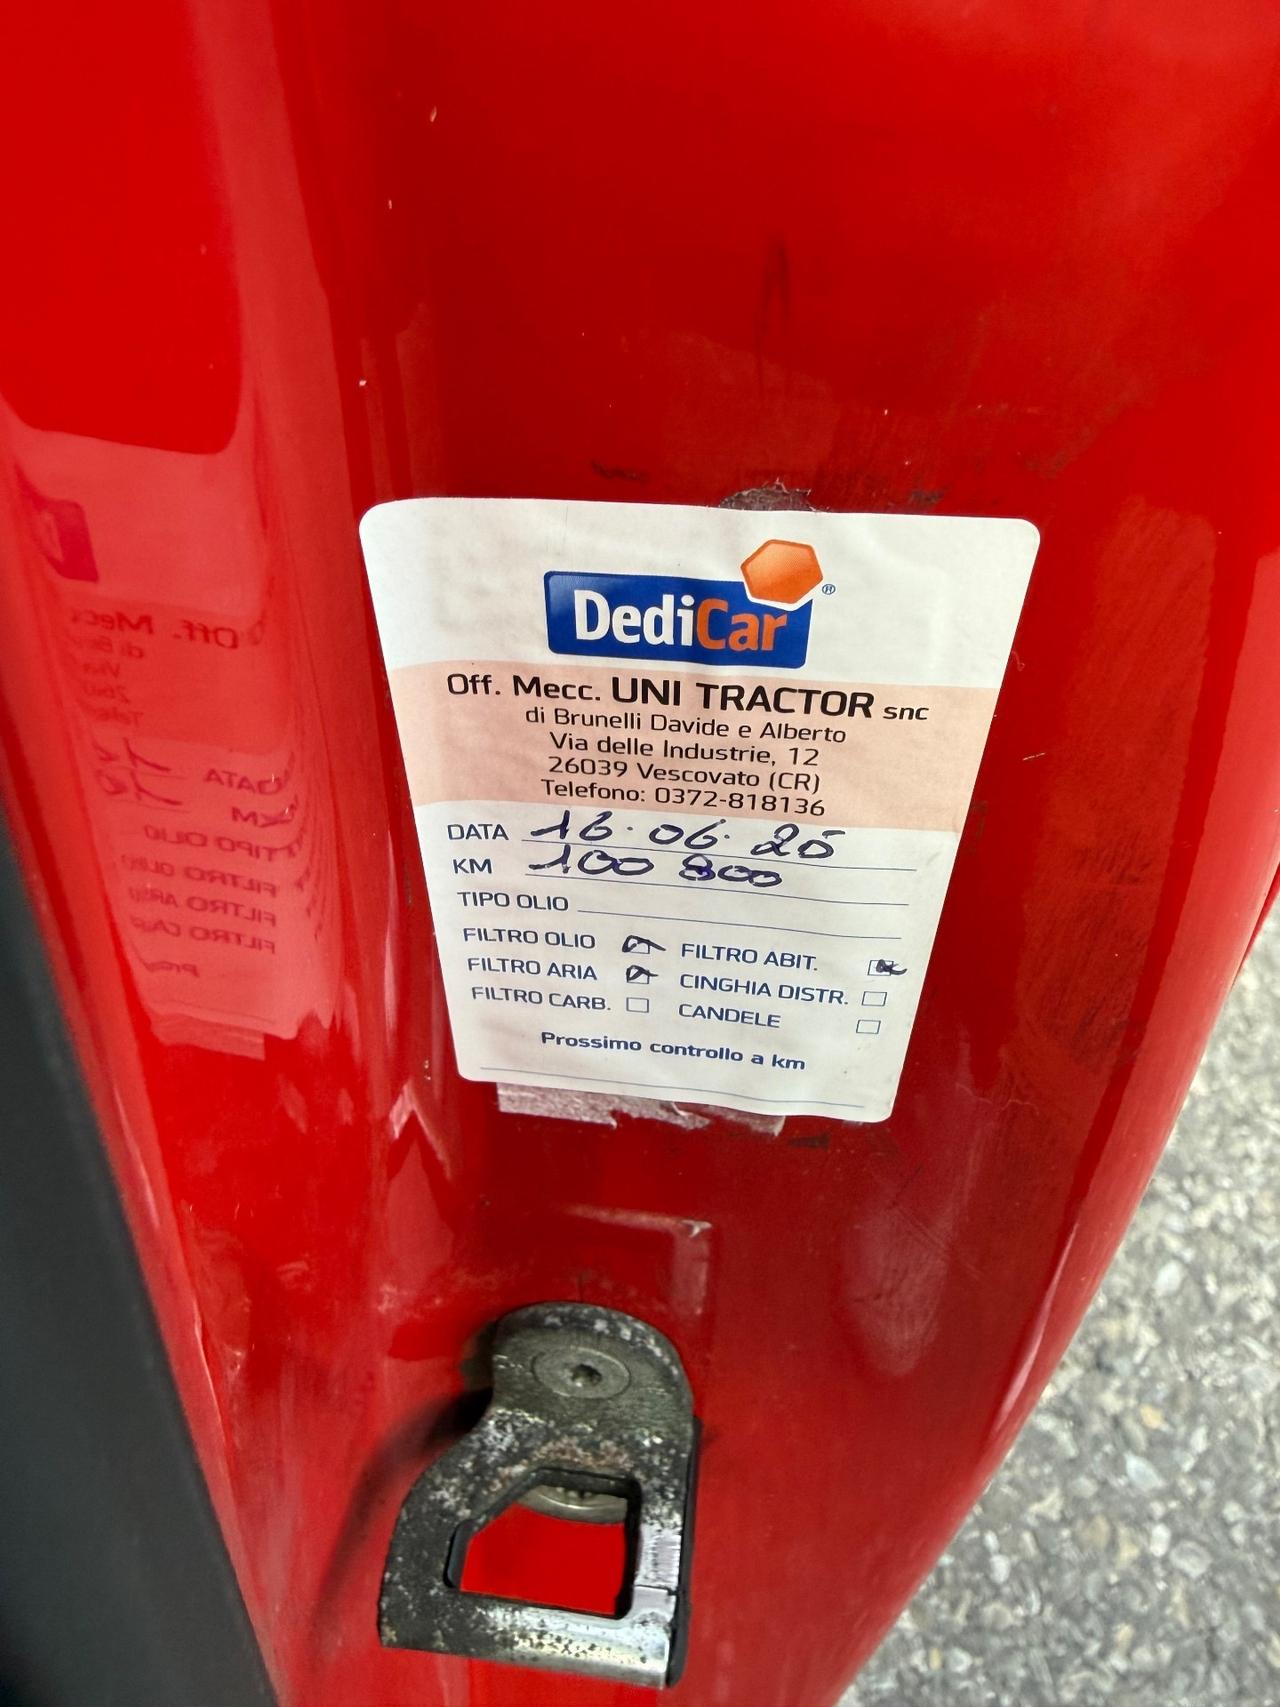 DediCar®
Off. Mecc. UNI TRACTOR snc
di Brunelli Davide e Alberto
Via delle Industrie, 12
26039 Vescovato (CR)
Telefono: 0372-818136
DATA 16.06.25
KM 100 800
TIPO OLIO
FILTRO OLIO FILTRO ABIT.
FILTRO ARIA CINGHIA DISTR.
FILTRO CARB. CANDELE
Prossimo controllo a km